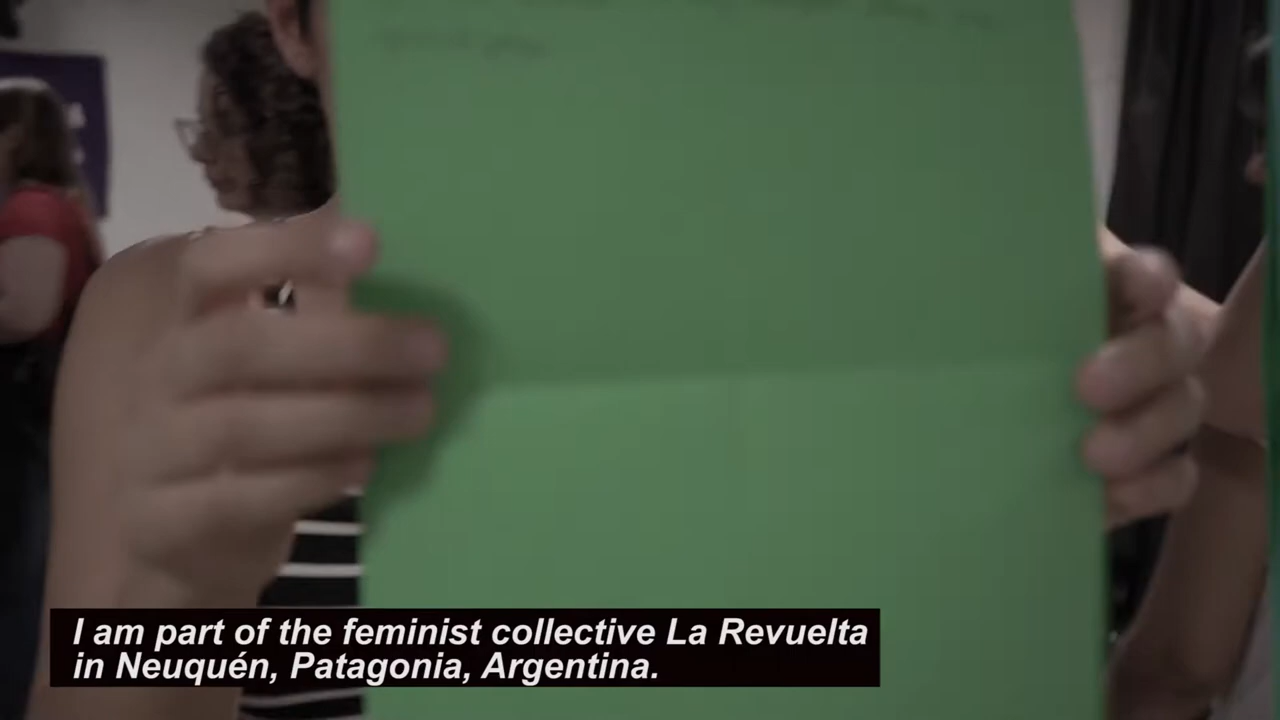 I am part of the feminist collective La Revuelta
in Neuquén, Patagonia, Argentina.